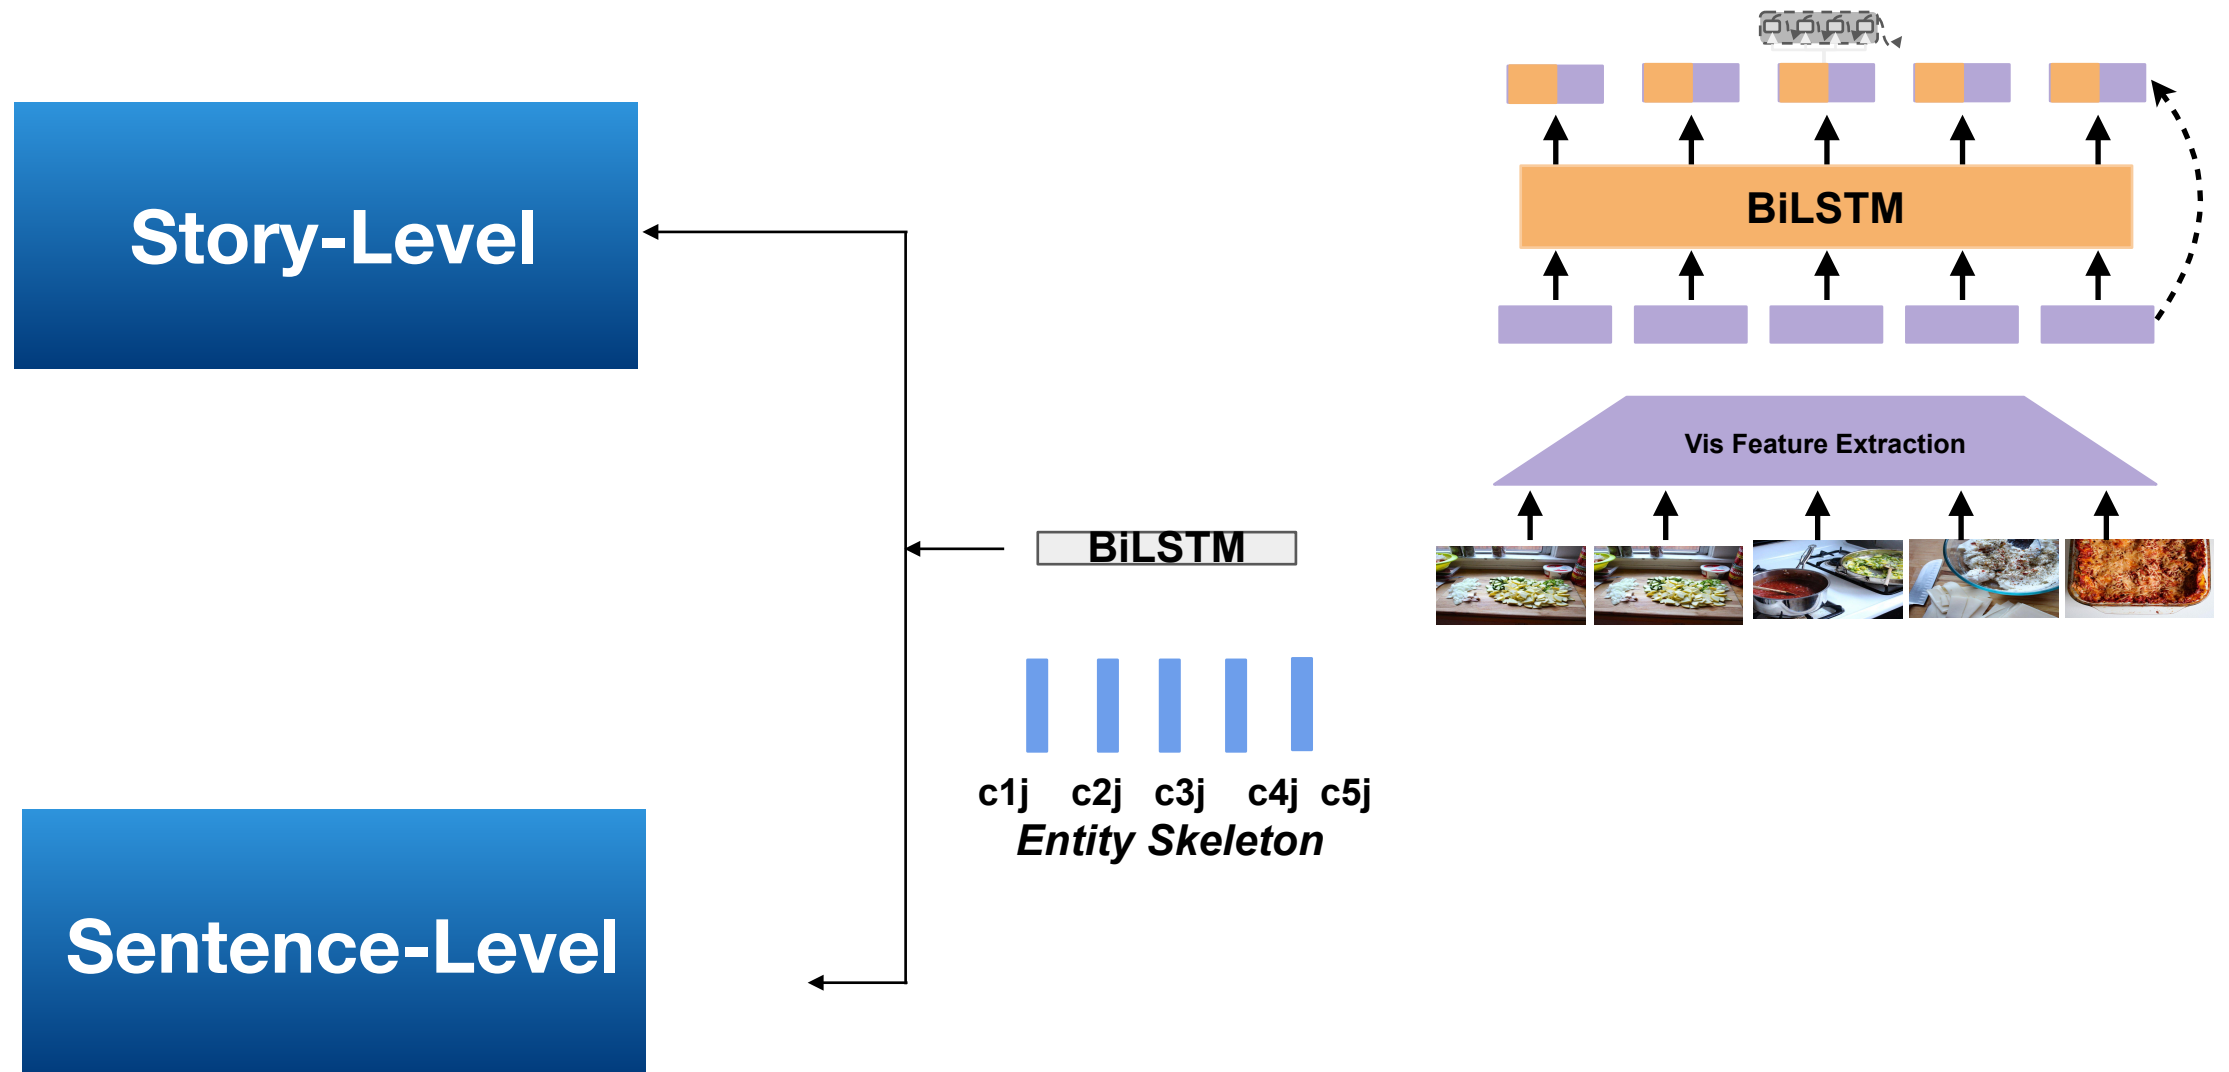 Story-Level
BiLSTM
Vis Feature Extraction
BiLSTM
c1j c2j c3j c4j c5j
Entity Skeleton
Sentence-Level